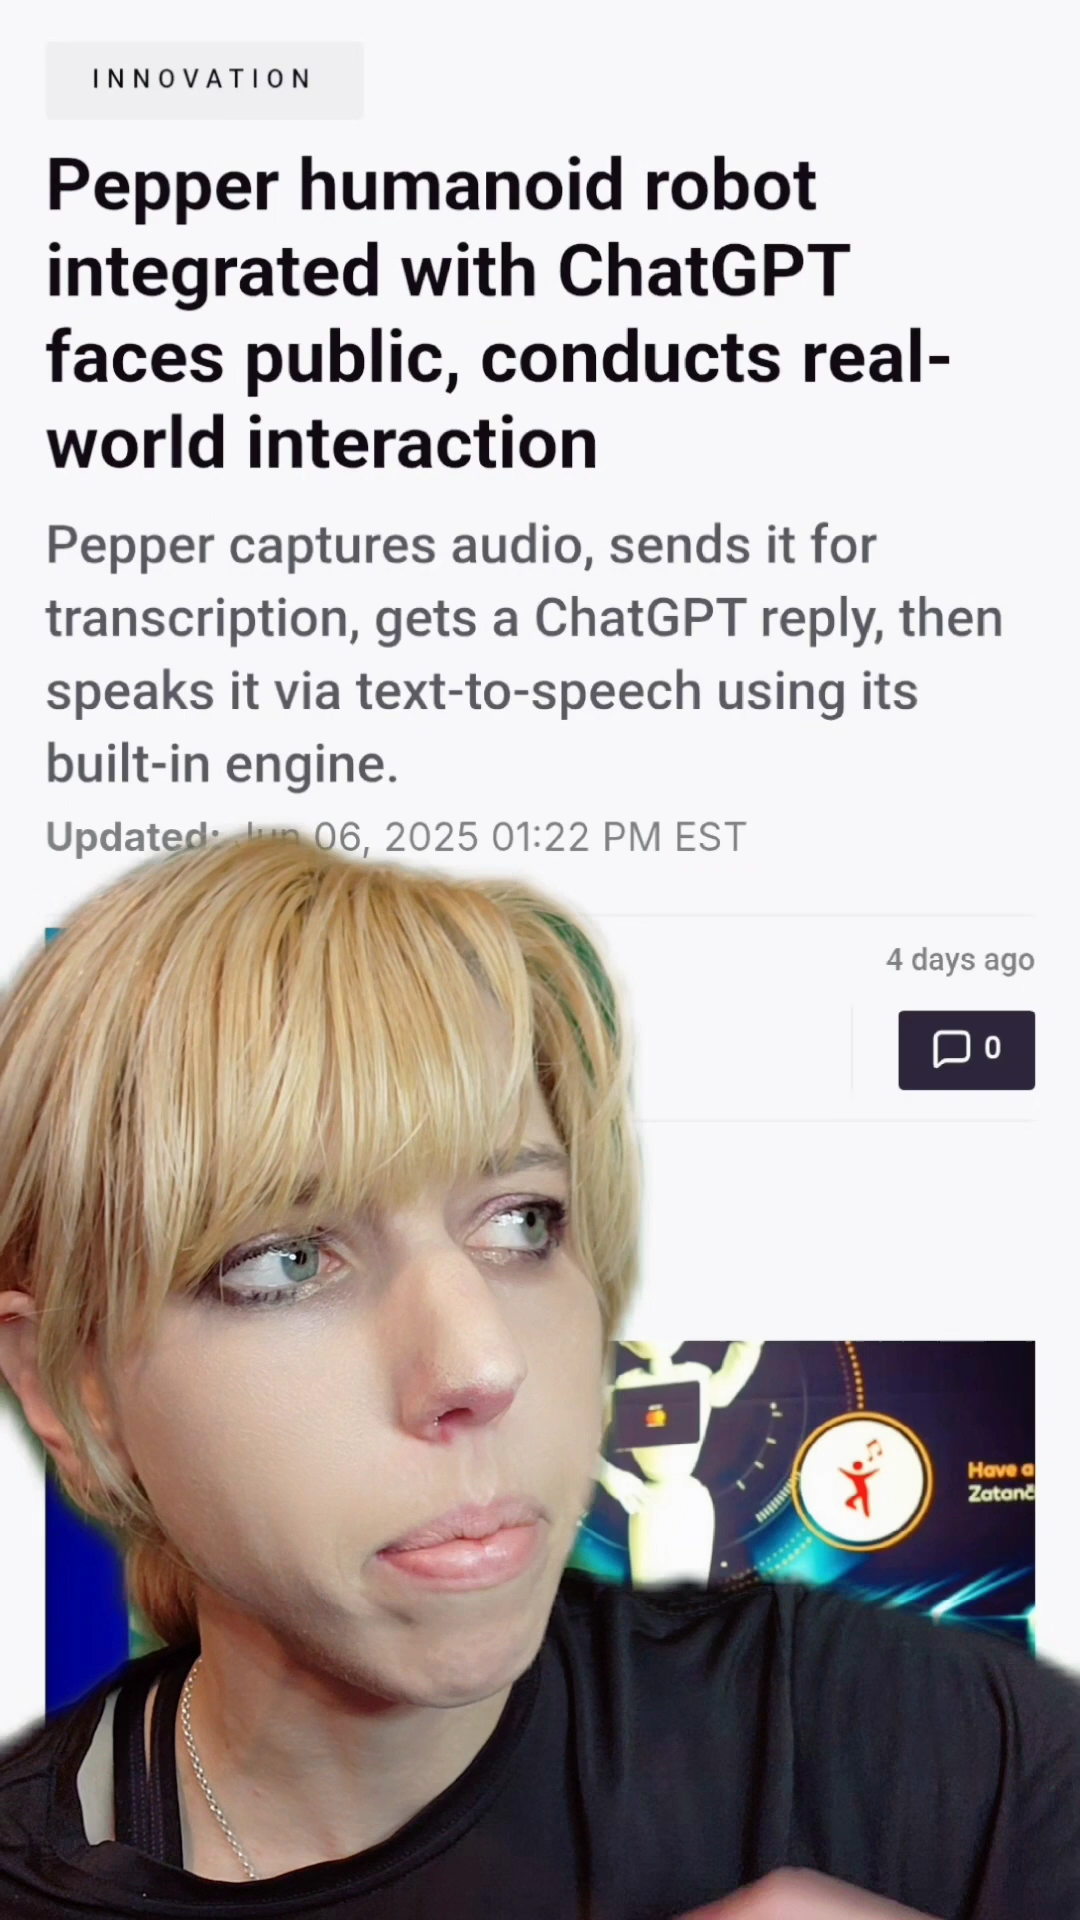 INNOVATION
Pepper humanoid robot
integrated with ChatGPT
faces public, conducts real-
world interaction
Pepper captures audio, sends it for
transcription, gets a ChatGPT reply, then
speaks it via text-to-speech using its
built-in engine.
Updated: Jun 06, 2025 01:22 PM EST
4 days ago
0
Have a
Zatanč